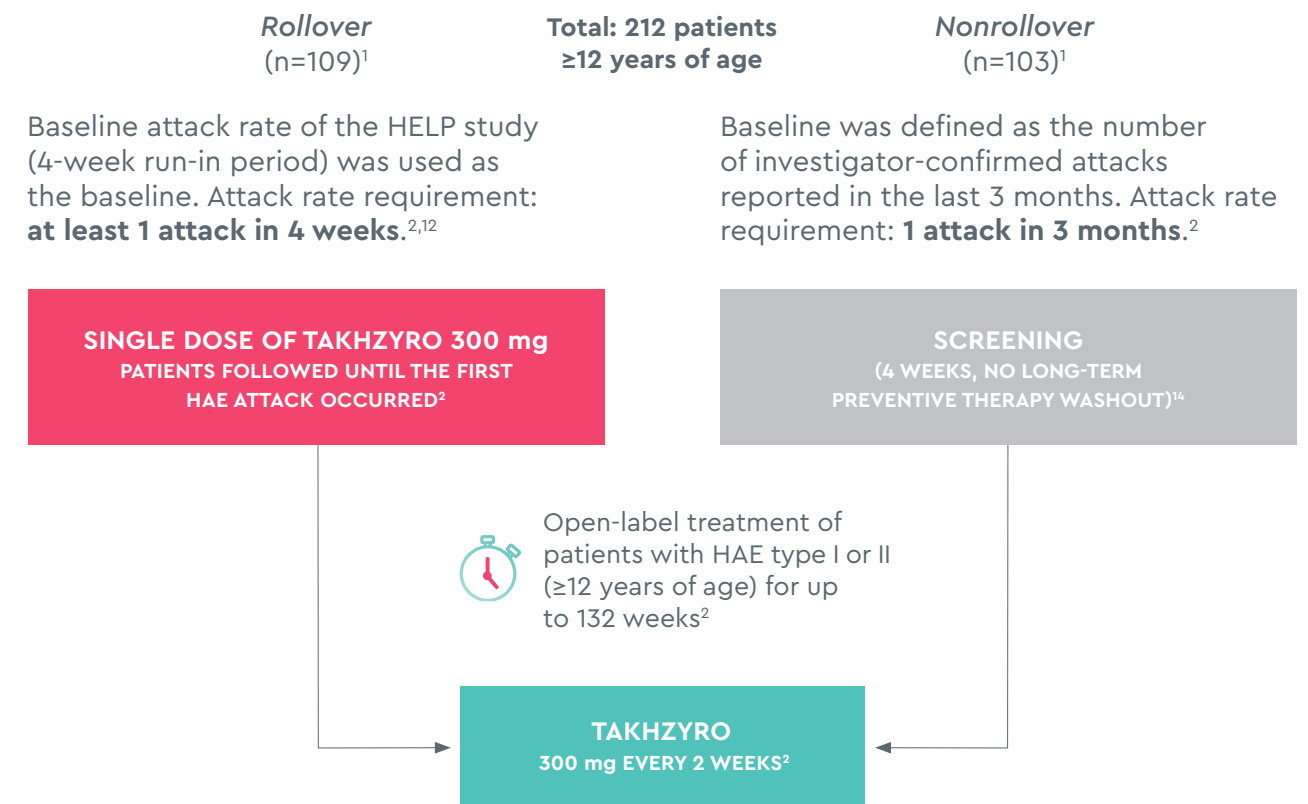 Rollover
(n=109)¹
Total: 212 patients
≥12 years of age
Nonrollover
(n=103)¹
Baseline attack rate of the HELP study
(4-week run-in period) was used as
the baseline. Attack rate requirement:
at least 1 attack in 4 weeks.²,¹²
Baseline was defined as the number
of investigator-confirmed attacks
reported in the last 3 months. Attack rate
requirement: 1 attack in 3 months.²
SINGLE DOSE OF TAKHZYRO 300 mg
PATIENTS FOLLOWED UNTIL THE FIRST
HAE ATTACK OCCURRED²
SCREENING
(4 WEEKS, NO LONG-TERM
PREVENTIVE THERAPY WASHOUT)¹⁴
Open-label treatment of
patients with HAE type I or II
(≥12 years of age) for up
to 132 weeks²
TAKHZYRO
300 mg EVERY 2 WEEKS²